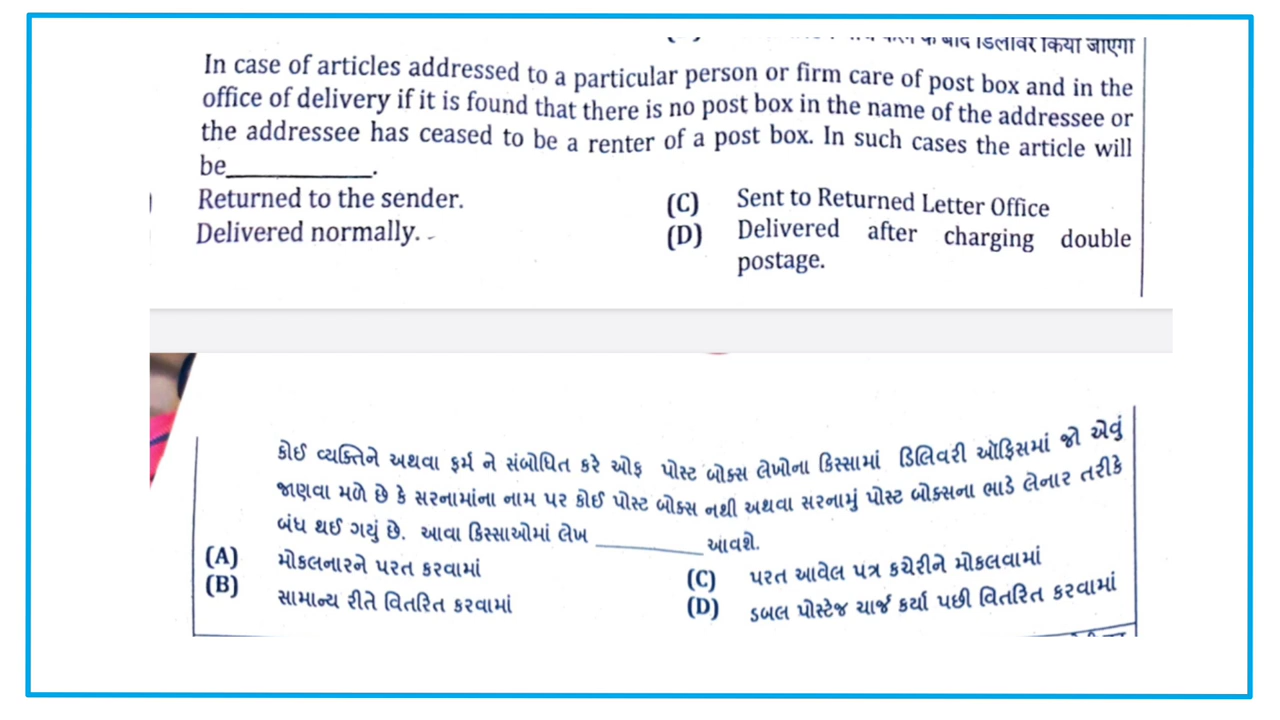 के बाद डिलीवर किया जाएगा
In case of articles addressed to a particular person or firm care of post box and in the
office of delivery if it is found that there is no post box in the name of the addressee or
the addressee has ceased to be a renter of a post box. In such cases the article will
be____________.
Returned to the sender.
(C) Sent to Returned Letter Office
Delivered normally.
(D) Delivered after charging double
postage.
કોઈ વ્યક્તિને અથવા ફર્મ ને સંબોધિત કરે ઓફ પોસ્ટ બોક્સ લેખોના કિસ્સામાં ડિલિવરી ઑફિસમાં જો એવું
જાણવા મળે છે કે સરનામાંના નામ પર કોઈ પોસ્ટ બોક્સ નથી અથવા સરનામું પોસ્ટ બોક્સના ભાડે લેનાર તરીકે
બંધ થઈ ગયું છે. આવા કિસ્સાઓમાં લેખ ____________ આવશે.
(A) મોકલનારને પરત કરવામાં
(C) પરત આવેલ પત્ર કચેરીને મોકલવામાં
(B) સામાન્ય રીતે વિતરિત કરવામાં
(D) ડબલ પોસ્ટેજ ચાર્જ કર્યા પછી વિતરિત કરવામાં